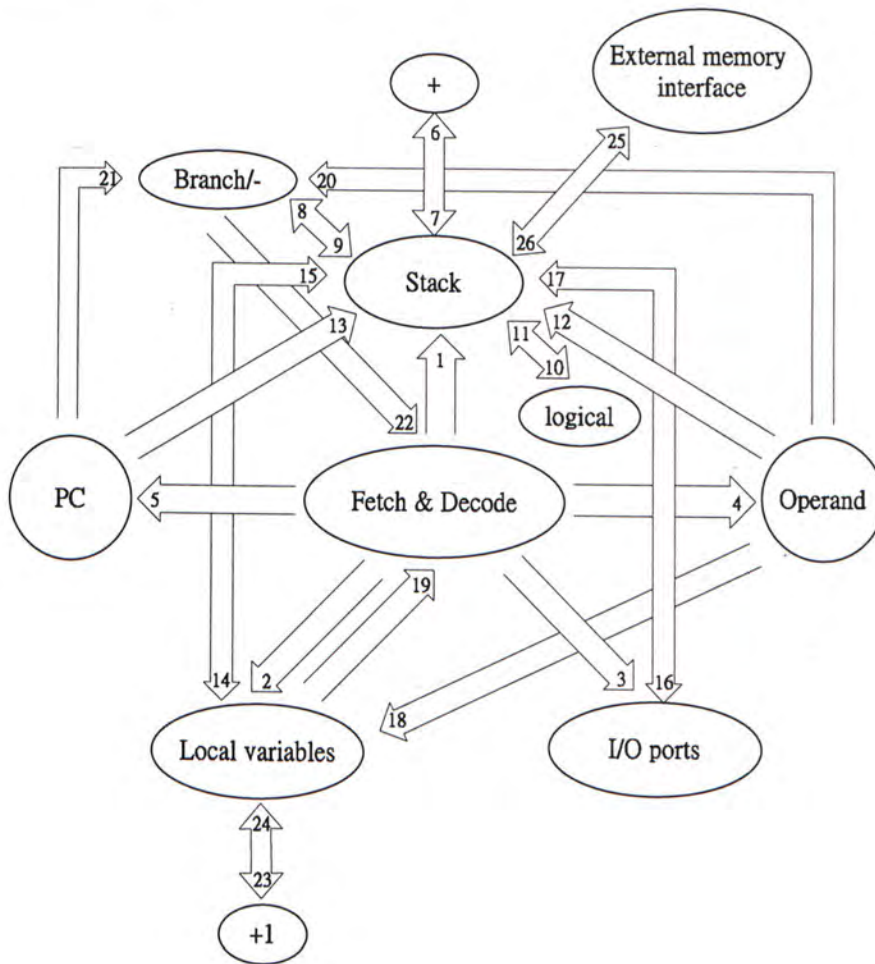 External memory
interface
+
6
25
21
Branch/-
20
8
7
9
26
15
Stack
17
13
11
12
1
10
22
logical
PC
5
Fetch & Decode
4
Operand
19
14
2
3
16
18
Local variables
I/O ports
24
23
+1